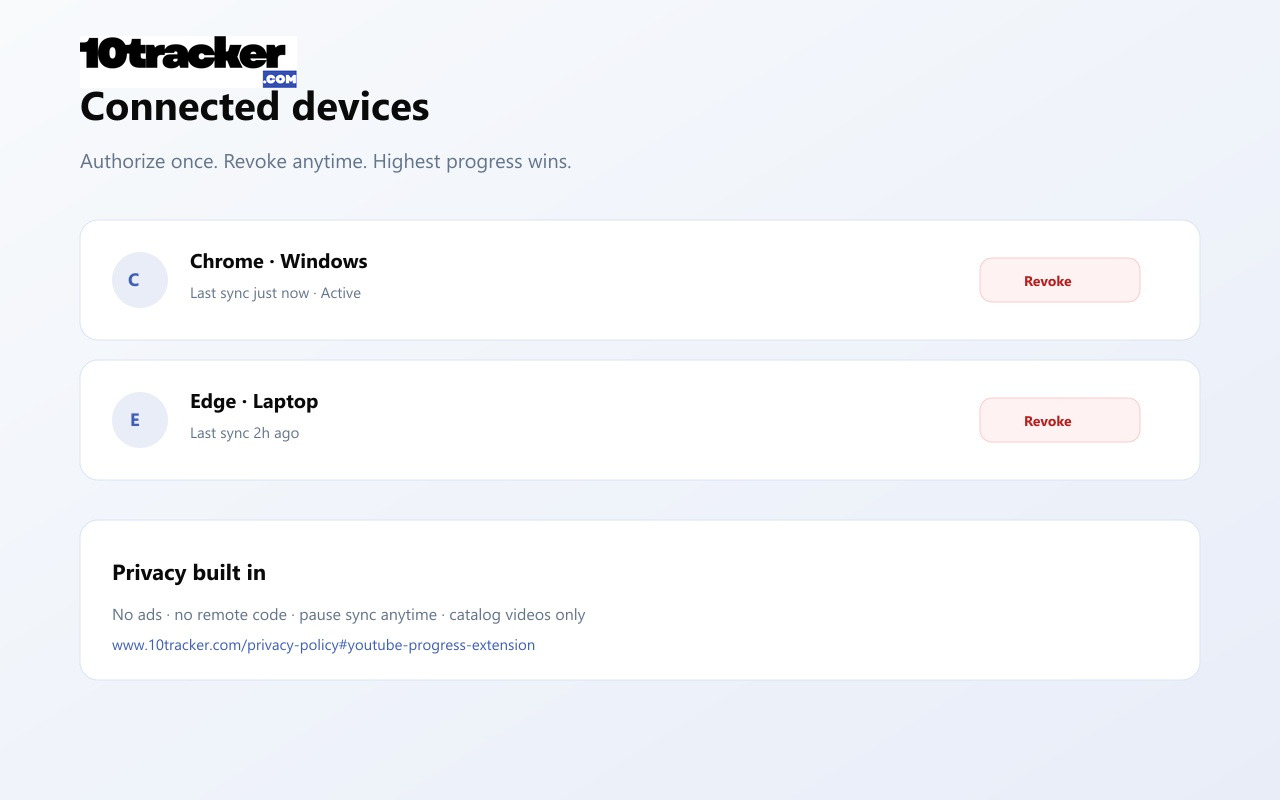 10tracker
.COM
Connected devices
Authorize once. Revoke anytime. Highest progress wins.
C
Chrome · Windows
Last sync just now · Active
Revoke
E
Edge · Laptop
Last sync 2h ago
Revoke
Privacy built in
No ads · no remote code · pause sync anytime · catalog videos only
www.10tracker.com/privacy-policy#youtube-progress-extension